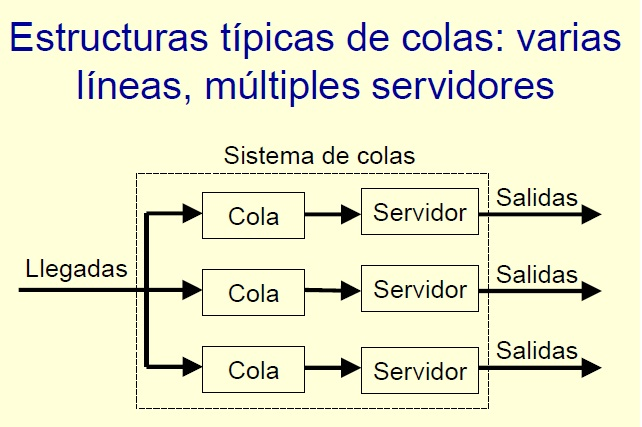 Estructuras típicas de colas: varias
líneas, múltiples servidores
Sistema de colas
Llegadas
Cola
Servidor
Salidas
Cola
Servidor
Salidas
Cola
Servidor
Salidas